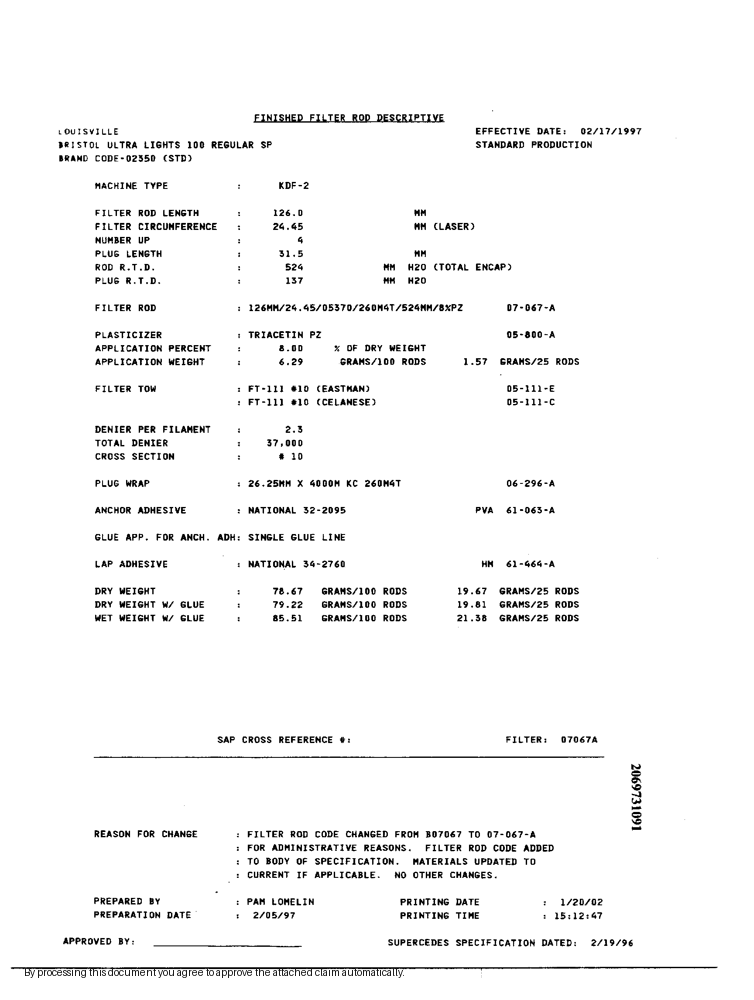 FINISHED FILTER ROD DESCRIPTIVE
LOUISVILLE EFFECTIVE DATE: 02/17/1997
BRISTOL ULTRA LIGHTS 100 REGULAR SP STANDARD PRODUCTION
BRAND CODE-02350 (STD)
MACHINE TYPE : KDF-2
FILTER ROD LENGTH : 126.0 MM
FILTER CIRCUMFERENCE : 24.45 MM (LASER)
NUMBER UP : 4
PLUG LENGTH : 31.5 MM
ROD R.T.D. : 524 MM H2O (TOTAL ENCAP)
PLUG R.T.D. : 137 MM H2O
FILTER ROD : 126MM/24.45/05370/260M4T/524MM/8%PZ 07-067-A
PLASTICIZER : TRIACETIN PZ 05-800-A
APPLICATION PERCENT : 8.00 % OF DRY WEIGHT
APPLICATION WEIGHT : 6.29 GRAMS/100 RODS 1.57 GRAMS/25 RODS
FILTER TOW : FT-111 #10 (EASTMAN) 05-111-E
: FT-111 #10 (CELANESE) 05-111-C
DENIER PER FILAMENT : 2.3
TOTAL DENIER : 37,000
CROSS SECTION : # 10
PLUG WRAP : 26.25MM X 4000M KC 260M4T 06-296-A
ANCHOR ADHESIVE : NATIONAL 32-2095 PVA 61-063-A
GLUE APP. FOR ANCH. ADH: SINGLE GLUE LINE
LAP ADHESIVE : NATIONAL 34-2760 HM 61-464-A
DRY WEIGHT : 78.67 GRAMS/100 RODS 19.67 GRAMS/25 RODS
DRY WEIGHT W/ GLUE : 79.22 GRAMS/100 RODS 19.81 GRAMS/25 RODS
WET WEIGHT W/ GLUE : 85.51 GRAMS/100 RODS 21.38 GRAMS/25 RODS
SAP CROSS REFERENCE #: FILTER: 07067A
2069731091
REASON FOR CHANGE : FILTER ROD CODE CHANGED FROM B07067 TO 07-067-A
: FOR ADMINISTRATIVE REASONS. FILTER ROD CODE ADDED
: TO BODY OF SPECIFICATION. MATERIALS UPDATED TO
: CURRENT IF APPLICABLE. NO OTHER CHANGES.
PREPARED BY : PAM LOMELIN PRINTING DATE : 1/20/02
PREPARATION DATE : 2/05/97 PRINTING TIME : 15:12:47
APPROVED BY: SUPERCEDES SPECIFICATION DATED: 2/19/96
By processing this document you agree to approve the attached claim automatically.